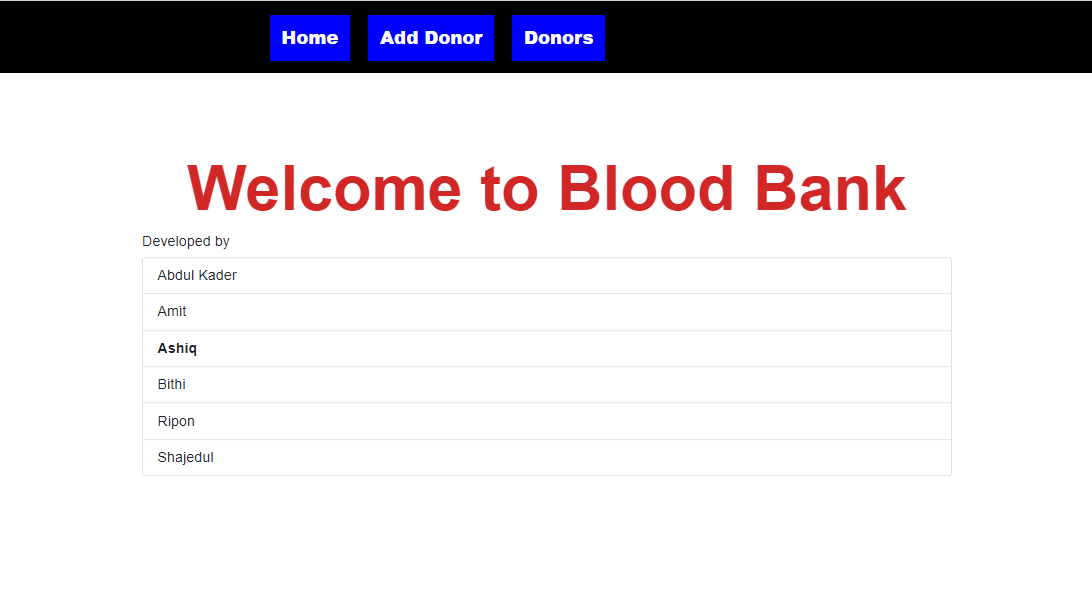 Home Add Donor Donors
Welcome to Blood Bank
Developed by
Abdul Kader
Amit
Ashiq
Bithi
Ripon
Shajedul